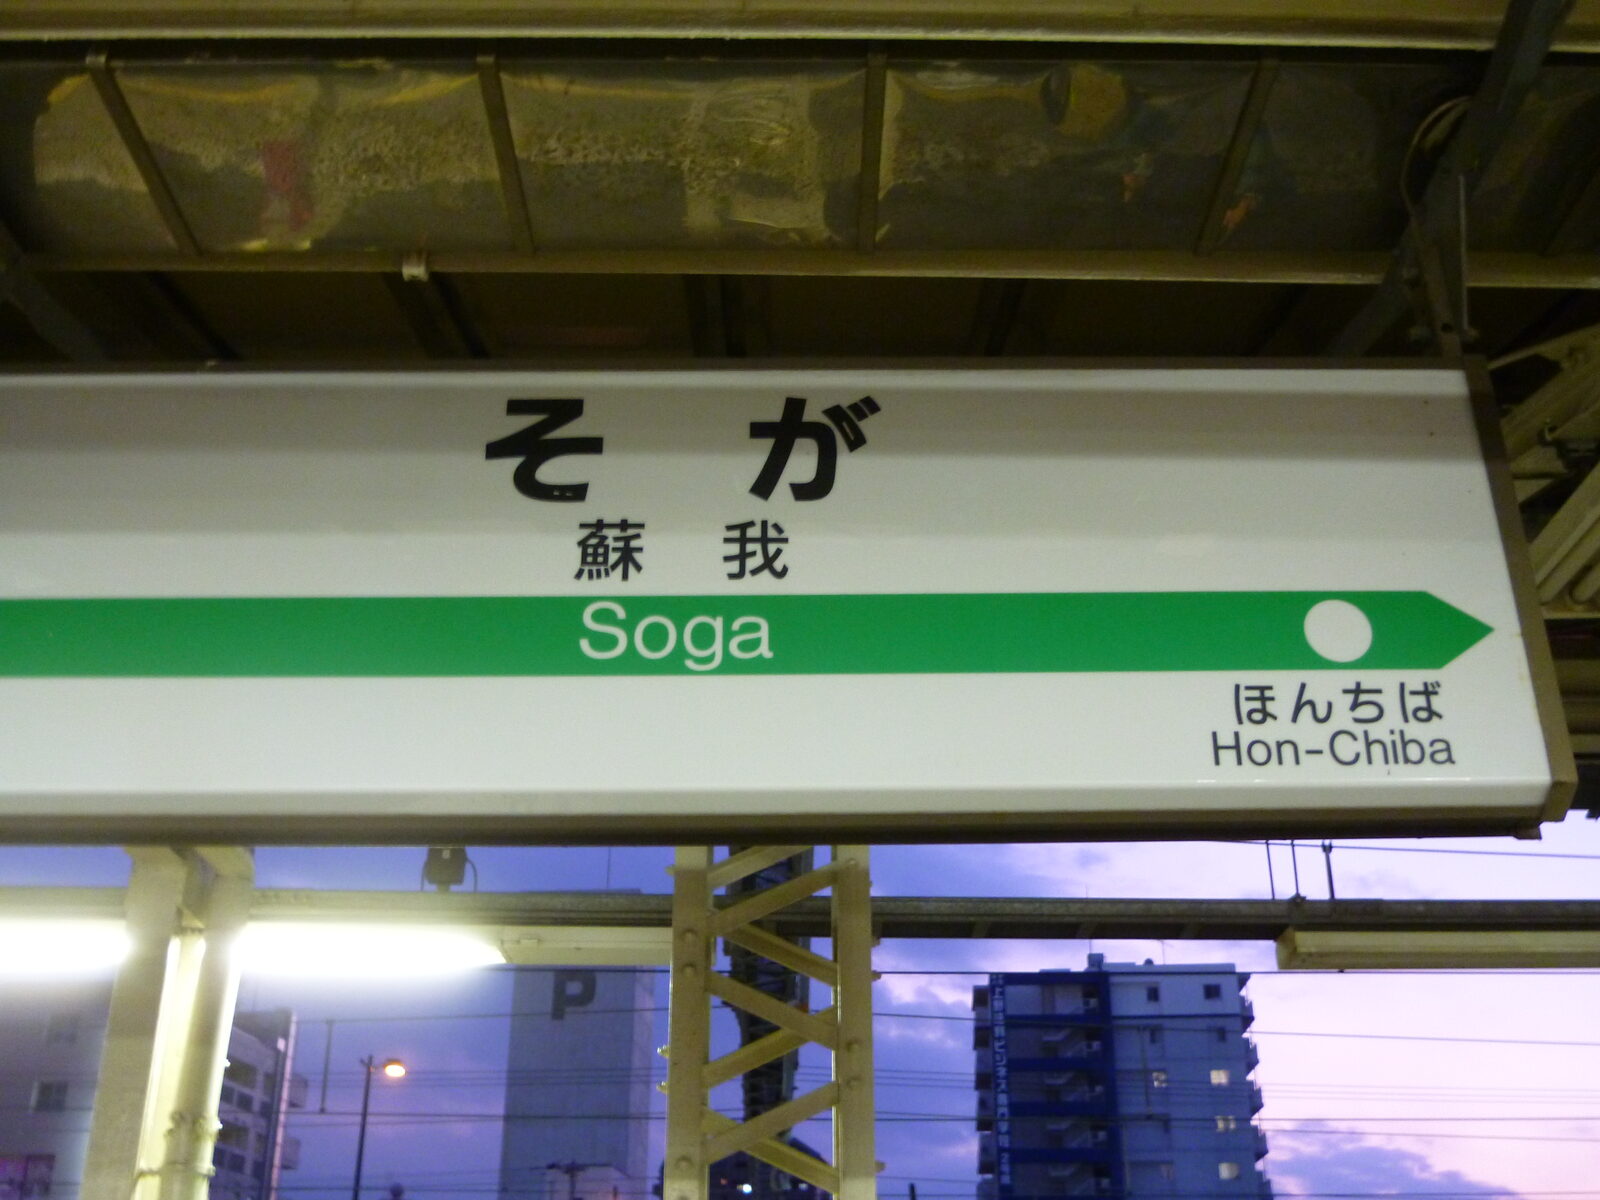 そが
蘇我
Soga
ほんちば
Hon-Chiba
P